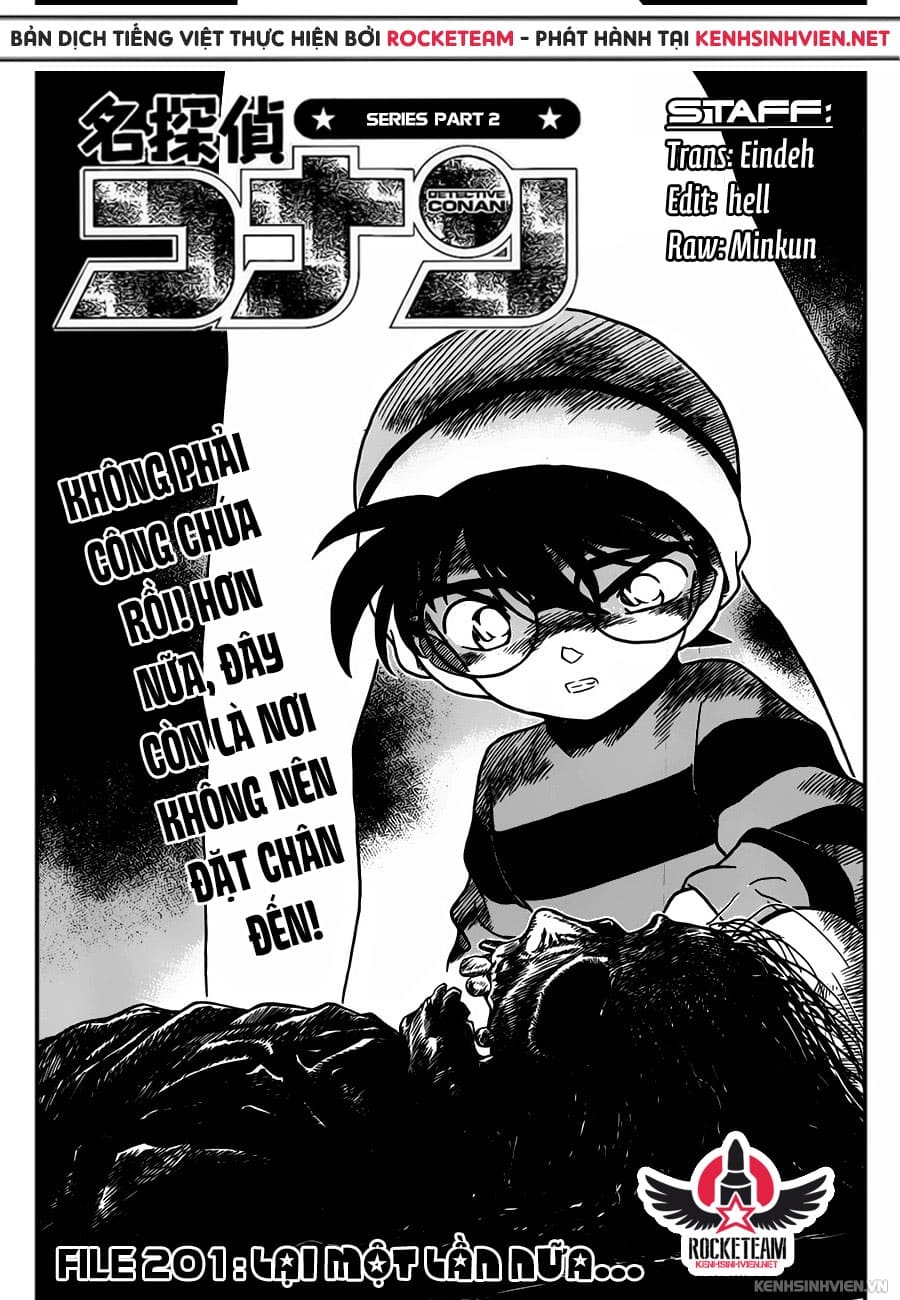 BẢN DỊCH TIẾNG VIỆT THỰC HIỆN BỞI ROCKETEAM - PHÁT HÀNH TẠI KENHSINHVIEN.NET
名探偵
SERIES PART 2
コナン
DETECTIVE
CONAN
STAFF:
Trans: Eindeh
Edit: hell
Raw: Minkun
KHÔNG PHẢI
CÔNG CHÚA
RỒI! HƠN
NỮA, ĐÂY
CÒN LÀ NƠI
KHÔNG NÊN
ĐẶT CHÂN
ĐẾN!
FILE 201: LẠI MỘT LẦN NỮA...
ROCKETEAM
KENHSINHVIEN.NET
KENHSINHVIEN.VN